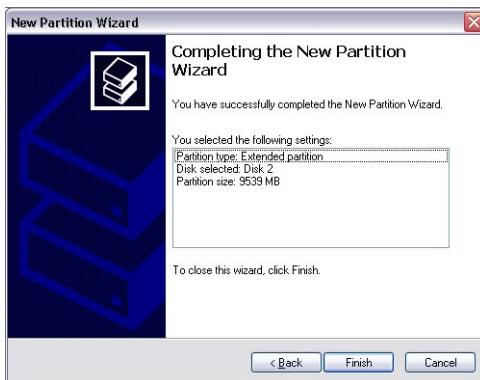 New Partition Wizard
Completing the New Partition
Wizard
You have successfully completed the New Partition Wizard.
You selected the following settings:
Partition type: Extended partition
Disk selected: Disk 2
Partition size: 9539 MB
To close this wizard, click Finish.
< Back Finish Cancel